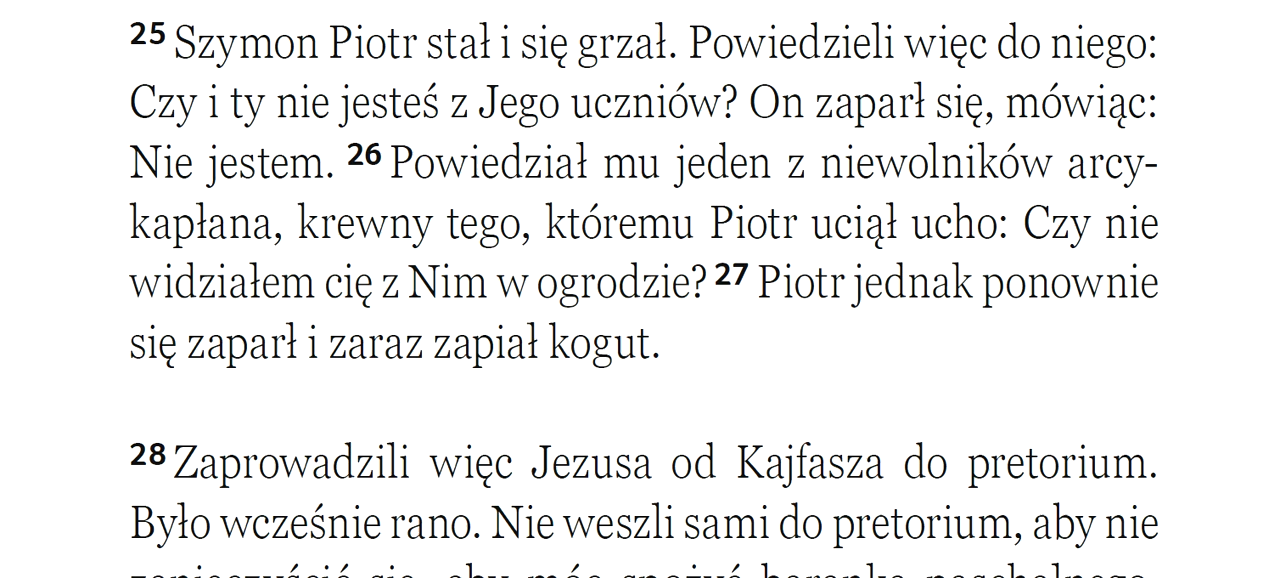 25 Szymon Piotr stał i się grzał. Powiedzieli więc do niego:
Czy i ty nie jesteś z Jego uczniów? On zaparł się, mówiąc:
Nie jestem. 26 Powiedział mu jeden z niewolników arcy-
kapłana, krewny tego, któremu Piotr uciął ucho: Czy nie
widziałem cię z Nim w ogrodzie? 27 Piotr jednak ponownie
się zaparł i zaraz zapiał kogut.
28 Zaprowadzili więc Jezusa od Kajfasza do pretorium.
Było wcześnie rano. Nie weszli sami do pretorium, aby nie